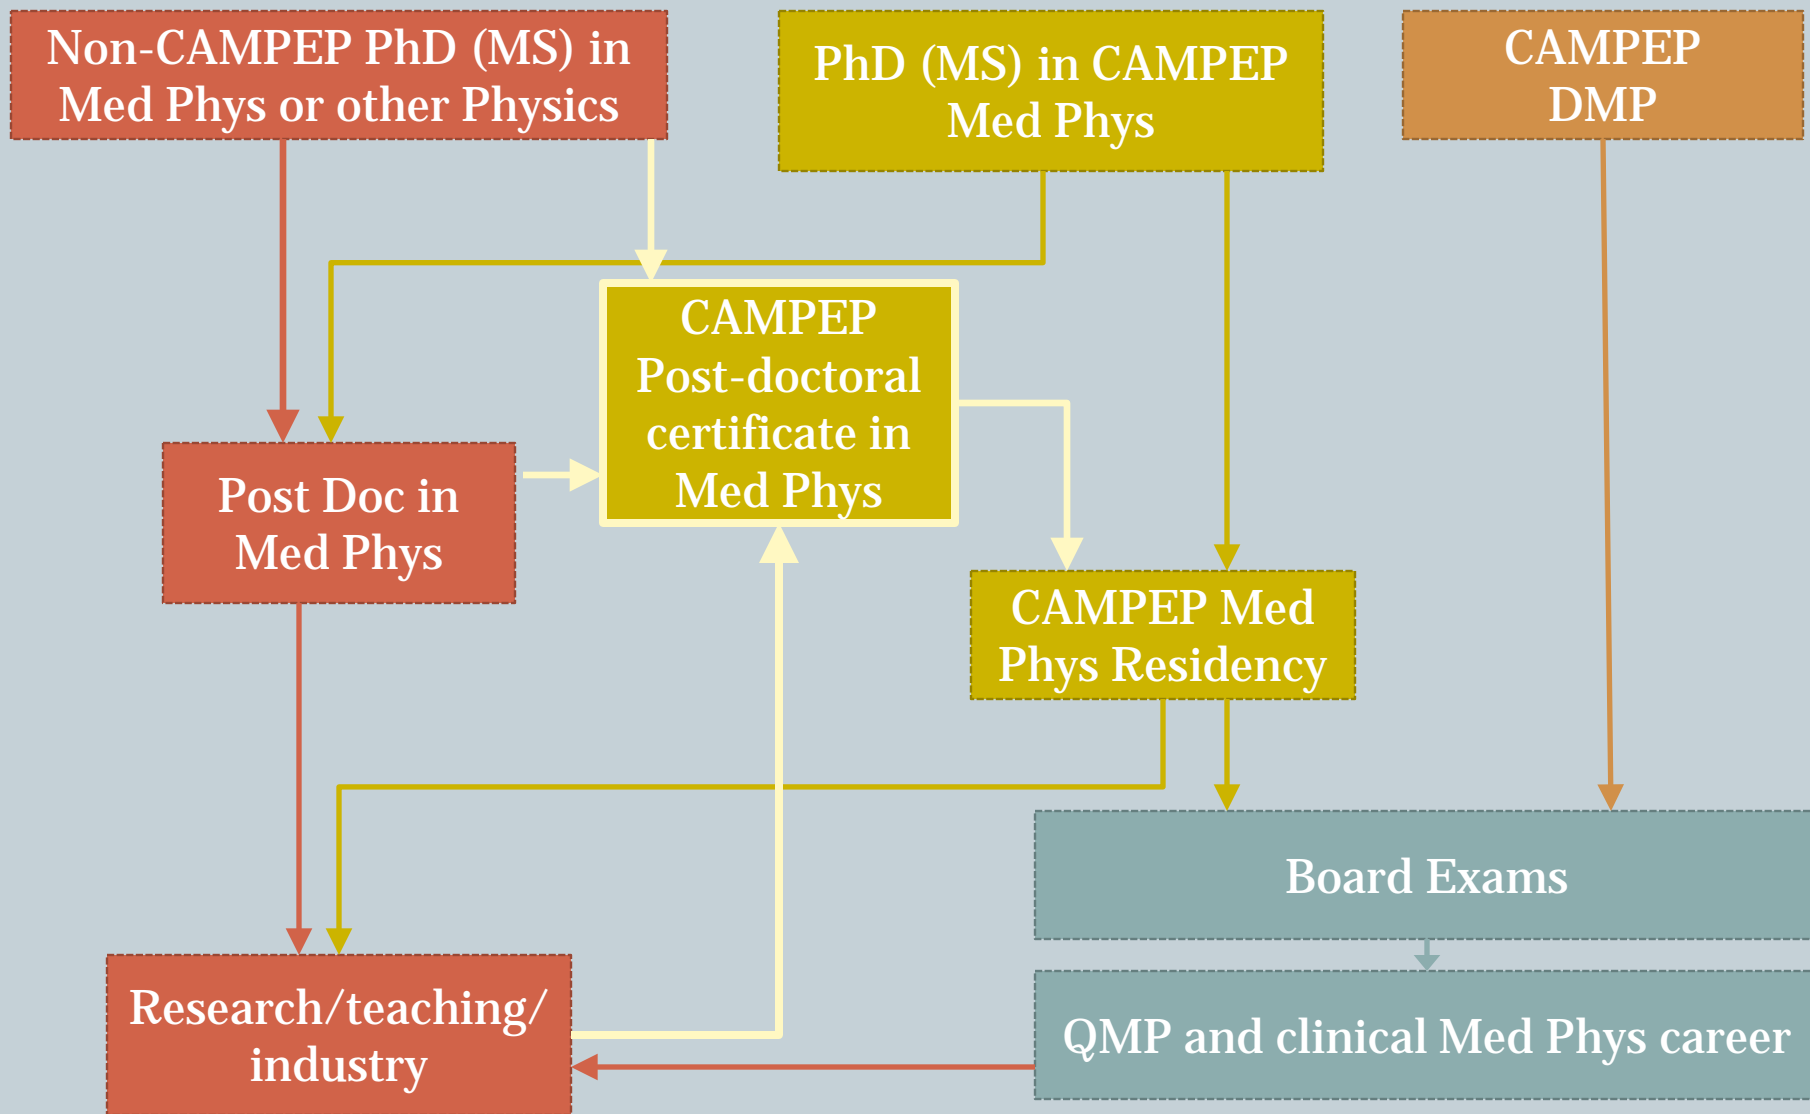 Non-CAMPEP PhD (MS) in
Med Phys or other Physics
PhD (MS) in CAMPEP
Med Phys
CAMPEP
DMP
CAMPEP
Post-doctoral
certificate in
Med Phys
Post Doc in
Med Phys
CAMPEP Med
Phys Residency
Board Exams
Research/teaching/
industry
QMP and clinical Med Phys career